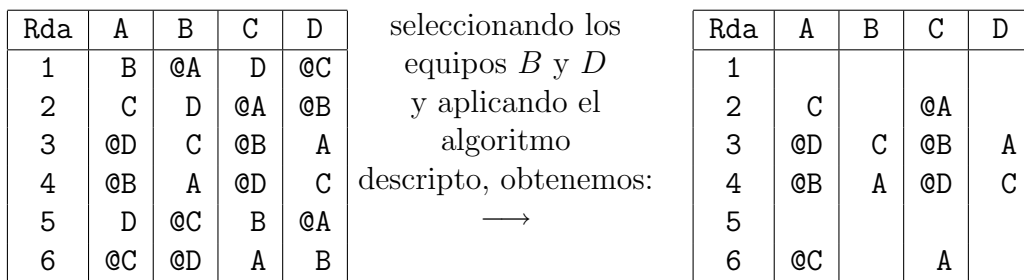 Rda A B C D
1 B @A D @C
2 C D @A @B
3 @D C @B A
4 @B A @D C
5 D @C B @A
6 @C @D A B
seleccionando los
equipos B y D
y aplicando el
algoritmo
descripto, obtenemos:
⟶
Rda A B C D
1
2 C @A
3 @D C @B A
4 @B A @D C
5
6 @C A